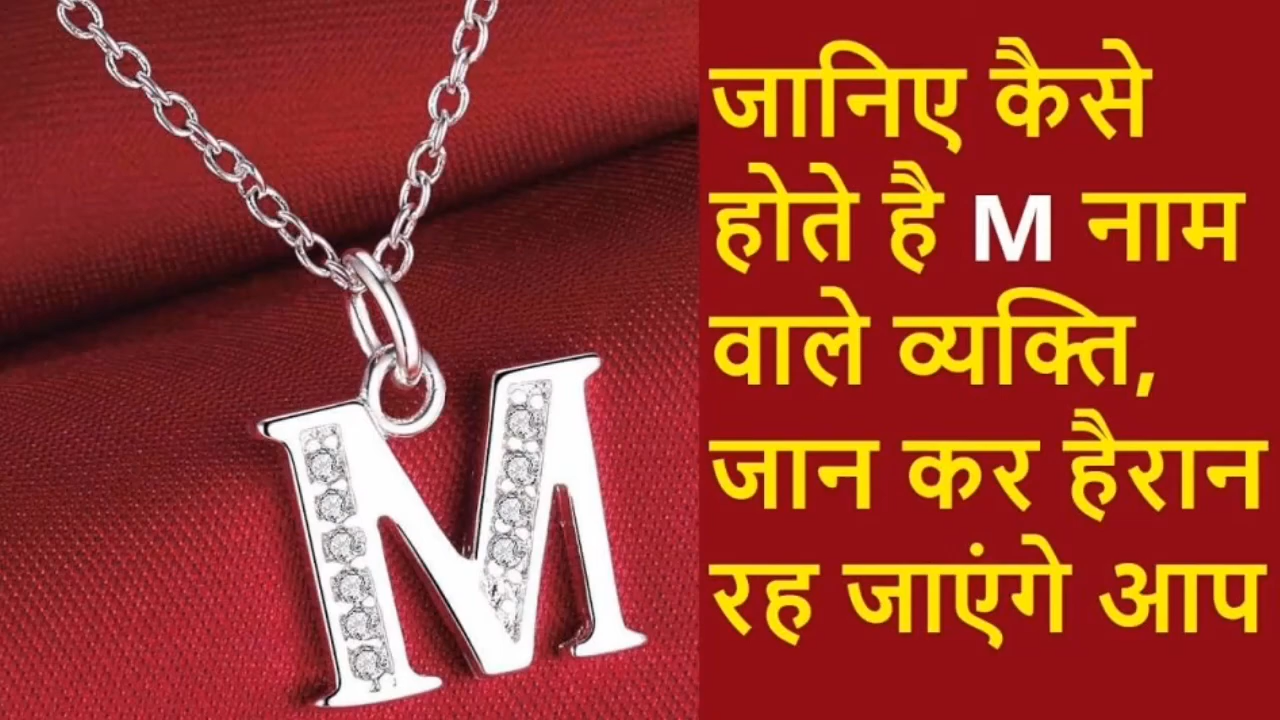 जानिए कैसे
होते है M नाम
वाले व्यक्ति,
जान कर हैरान
रह जाएंगे आप
M